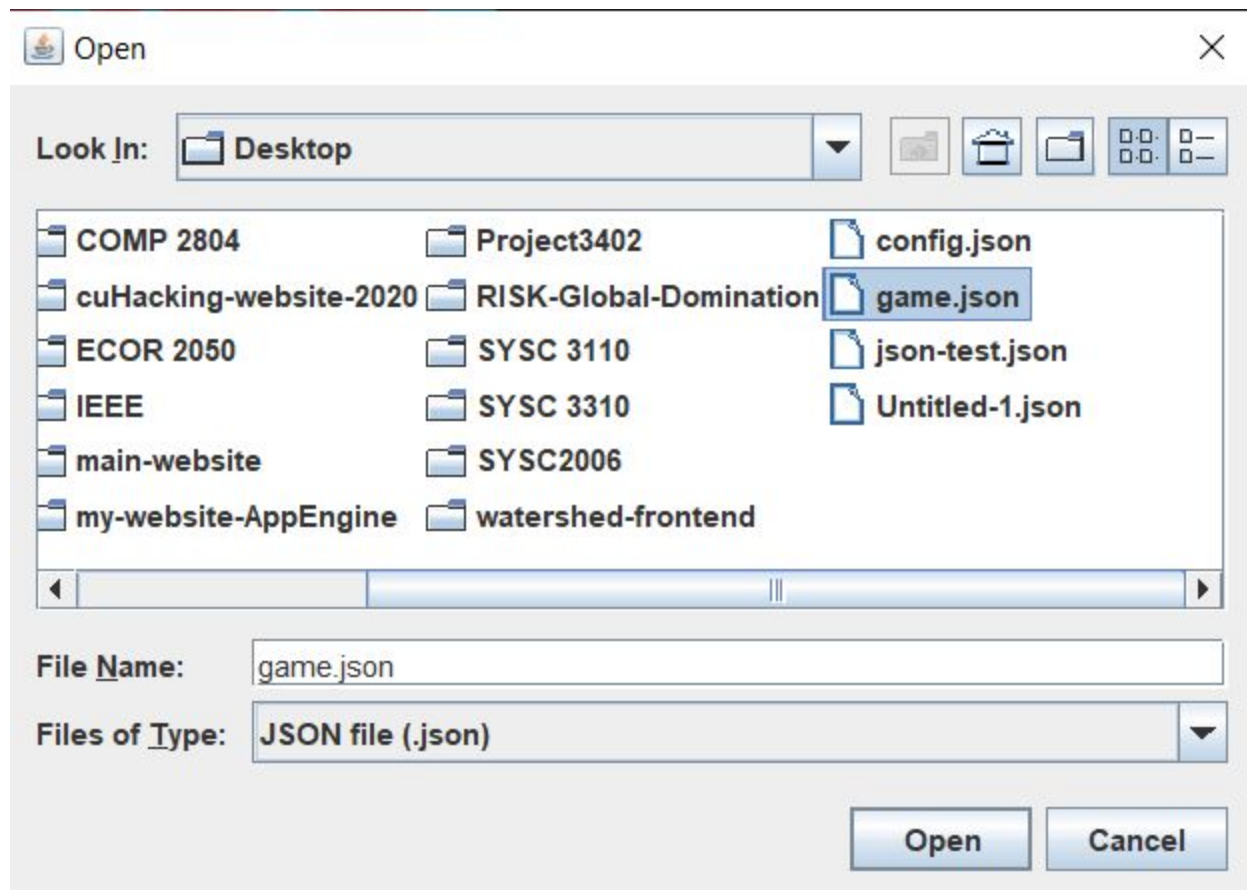 Open
Look In: Desktop
COMP 2804 Project3402 config.json
cuHacking-website-2020 RISK-Global-Domination game.json
ECOR 2050 SYSC 3110 json-test.json
IEEE SYSC 3310 Untitled-1.json
main-website SYSC2006
my-website-AppEngine watershed-frontend
File Name: game.json
Files of Type: JSON file (.json)
Open Cancel